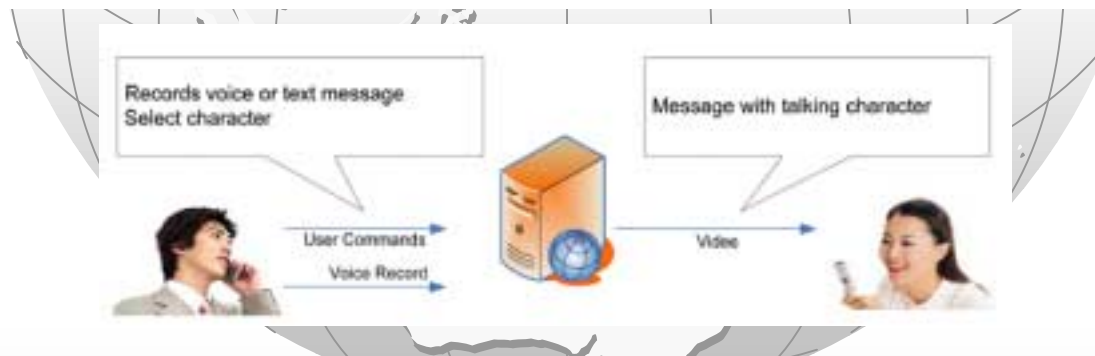 Records voice or text message
Select character
Message with talking character
User Commands
Voice Record
Video